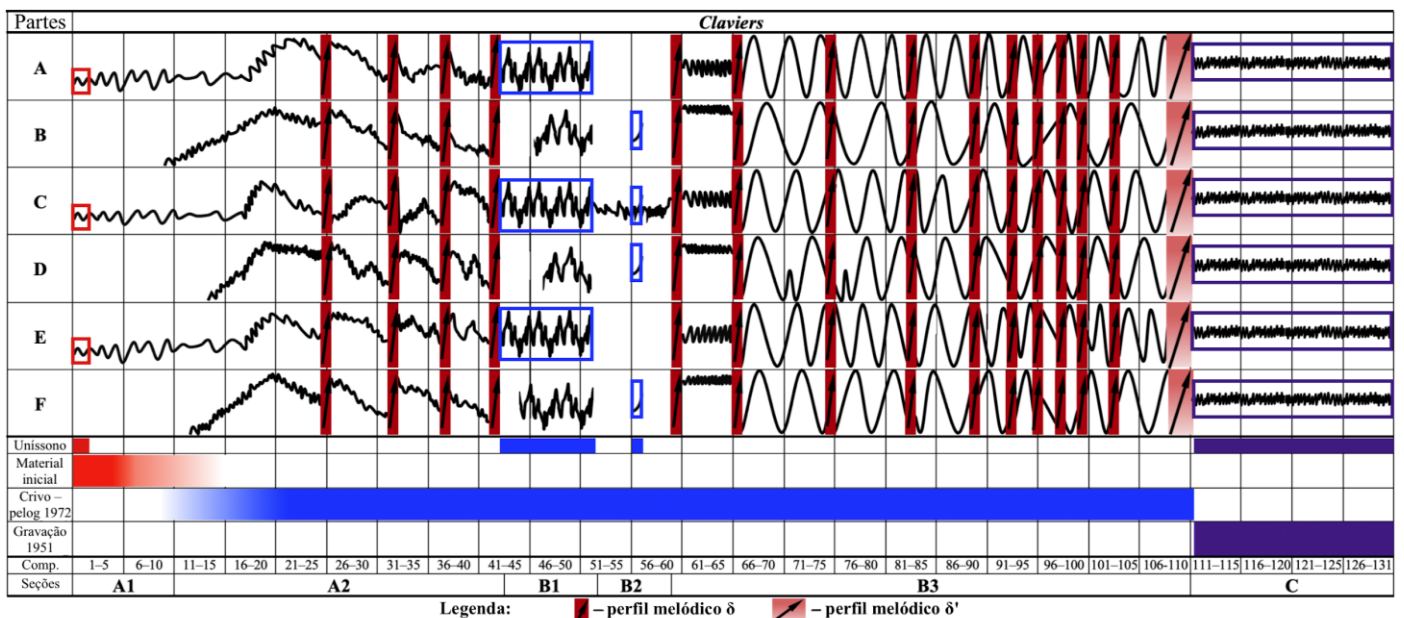 Partes Claviers
A
B
C
D
E
F
Uníssono
Material
inicial
Crivo –
pelog 1972
Gravação
1951
Comp. 1–5 6–10 11–15 16–20 21–25 26–30 31–35 36–40 41–45 46–50 51–55 56–60 61–65 66–70 71–75 76–80 81–85 86–90 91–95 96–100 101–105 106-110 111-115 116-120 121-125 126-131
Seções A1 A2 B1 B2 B3 C
Legenda: – perfil melódico δ – perfil melódico δ'